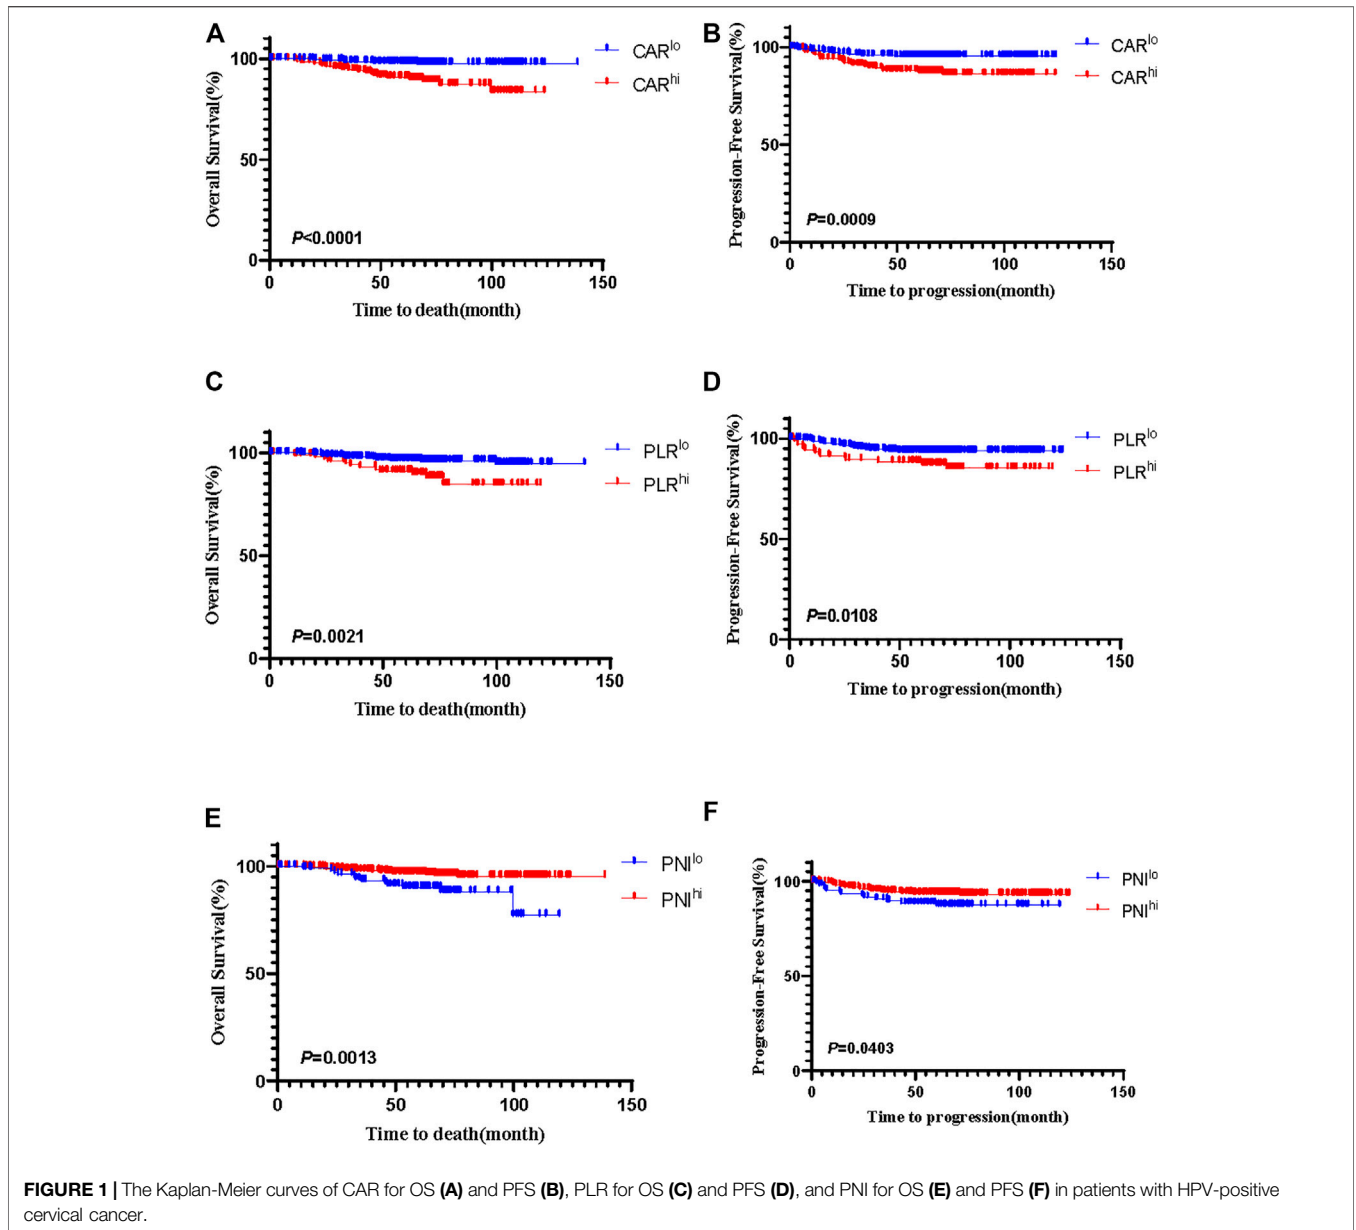 A
Overall Survival(%)
100
50
0
0 50 100 150
Time to death(month)
P<0.0001
CARlo
CARhi
B
Progression-Free Survival(%)
100
50
0
0 50 100 150
Time to progression(month)
P=0.0009
CARlo
CARhi
C
Overall Survival(%)
100
50
0
0 50 100 150
Time to death(month)
P=0.0021
PLRlo
PLRhi
D
Progression-Free Survival(%)
100
50
0
0 50 100 150
Time to progression(month)
P=0.0108
PLRlo
PLRhi
E
Overall Survival(%)
100
50
0
0 50 100 150
Time to death(month)
P=0.0013
PNIlo
PNIhi
F
Progression-Free Survival(%)
100
50
0
0 50 100 150
Time to progression(month)
P=0.0403
PNIlo
PNIhi
FIGURE 1 | The Kaplan-Meier curves of CAR for OS (A) and PFS (B), PLR for OS (C) and PFS (D), and PNI for OS (E) and PFS (F) in patients with HPV-positive
cervical cancer.